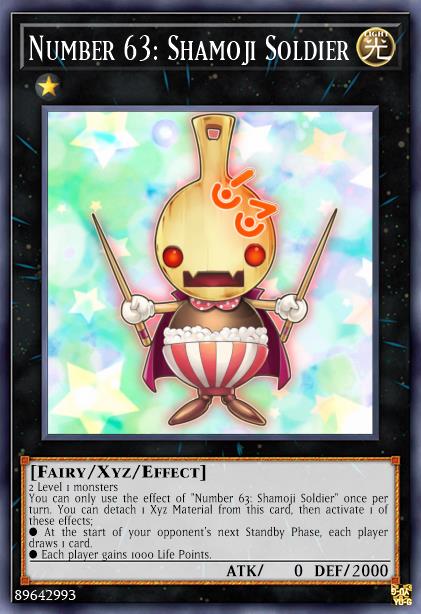 NUMBER 63: SHAMOJI SOLDIER
LIGHT
光
63
[FAIRY/XYZ/EFFECT]
2 Level 1 monsters
You can only use the effect of "Number 63: Shamoji Soldier" once per
turn. You can detach 1 Xyz Material from this card, then activate 1 of
these effects;
● At the start of your opponent's next Standby Phase, each player
draws 1 card.
● Each player gains 1000 Life Points.
ATK/ 0 DEF/2000
89642993